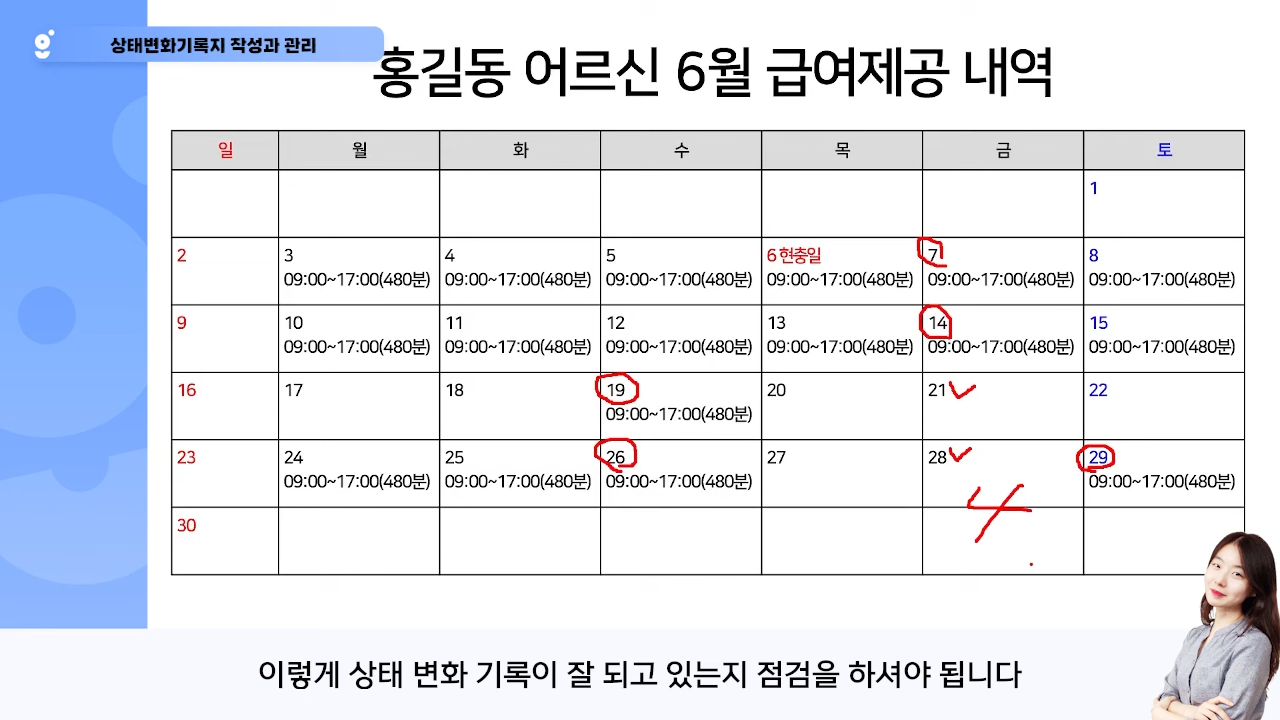 상태변화기록지 작성과 관리
홍길동 어르신 6월 급여제공 내역
일 월 화 수 목 금 토
1
2 3 4 5 6 현충일 7 8
09:00~17:00(480분) 09:00~17:00(480분) 09:00~17:00(480분) 09:00~17:00(480분) 09:00~17:00(480분) 09:00~17:00(480분)
9 10 11 12 13 14 15
09:00~17:00(480분) 09:00~17:00(480분) 09:00~17:00(480분) 09:00~17:00(480분) 09:00~17:00(480분) 09:00~17:00(480분)
16 17 18 19 20 21 22
09:00~17:00(480분)
23 24 25 26 27 28 29
09:00~17:00(480분) 09:00~17:00(480분) 09:00~17:00(480분) 09:00~17:00(480분)
4
30
이렇게 상태 변화 기록이 잘 되고 있는지 점검을 하셔야 됩니다